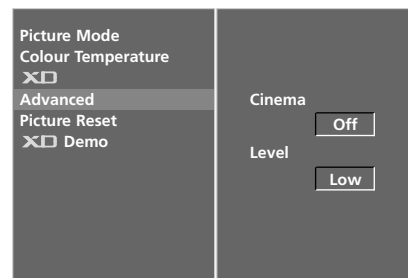 Picture Mode
Colour Temperature
XD
Advanced
Picture Reset
XD Demo
Cinema
Off
Level
Low